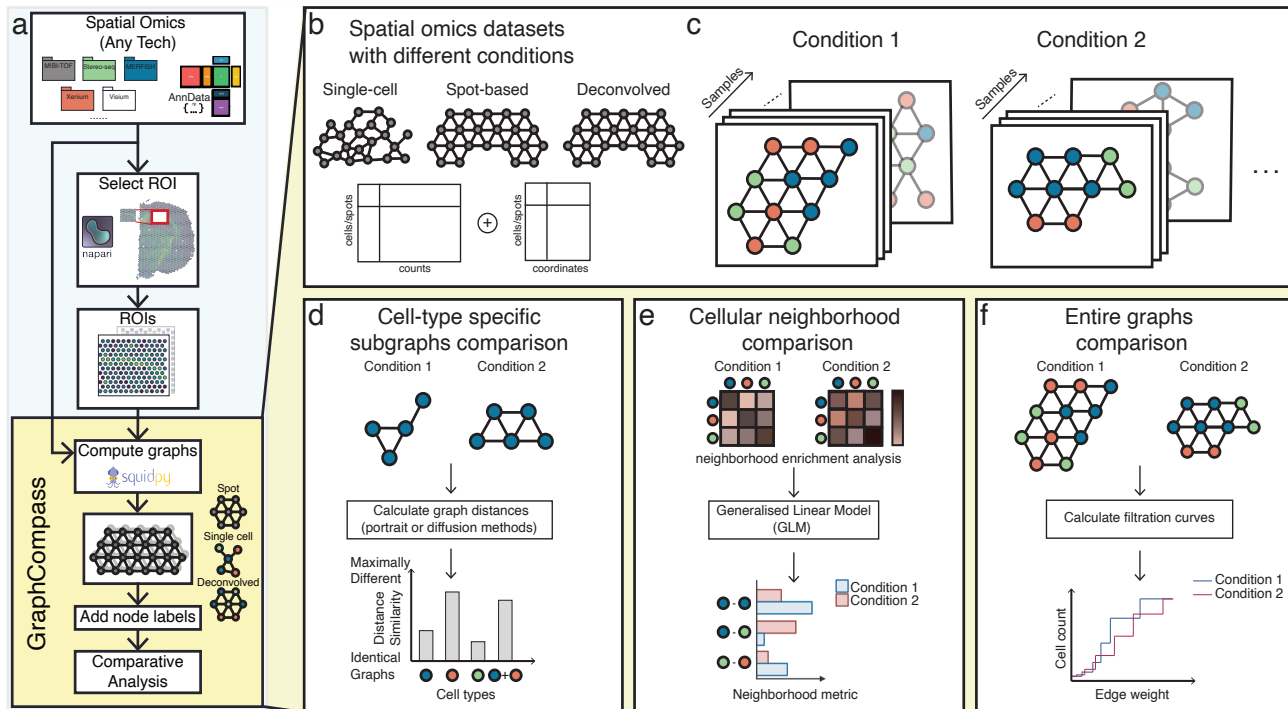 a
Spatial Omics
(Any Tech)
MIBI-TOF
Stereo-seq
MERFISH
Xenium
Visium
AnnData
......
Select ROI
napari
ROIs
GraphCompass
Compute graphs
squidpy
Spot
Single cell
Deconvolved
Add node labels
Comparative
Analysis
b
Spatial omics datasets
with different conditions
Single-cell
Spot-based
Deconvolved
cells/spots
counts
+
cells/spots
coordinates
c
Condition 1
Condition 2
Samples
Samples
...
d
Cell-type specific
subgraphs comparison
Condition 1
Condition 2
Calculate graph distances
(portrait or diffusion methods)
Maximally
Different
Distance
Similarity
Identical
Graphs
+
Cell types
e
Cellular neighborhood
comparison
Condition 1
Condition 2
neighborhood enrichment analysis
Generalised Linear Model
(GLM)
Condition 1
Condition 2
-
-
-
Neighborhood metric
f
Entire graphs
comparison
Condition 1
Condition 2
Calculate filtration curves
Condition 1
Condition 2
Cell count
Edge weight